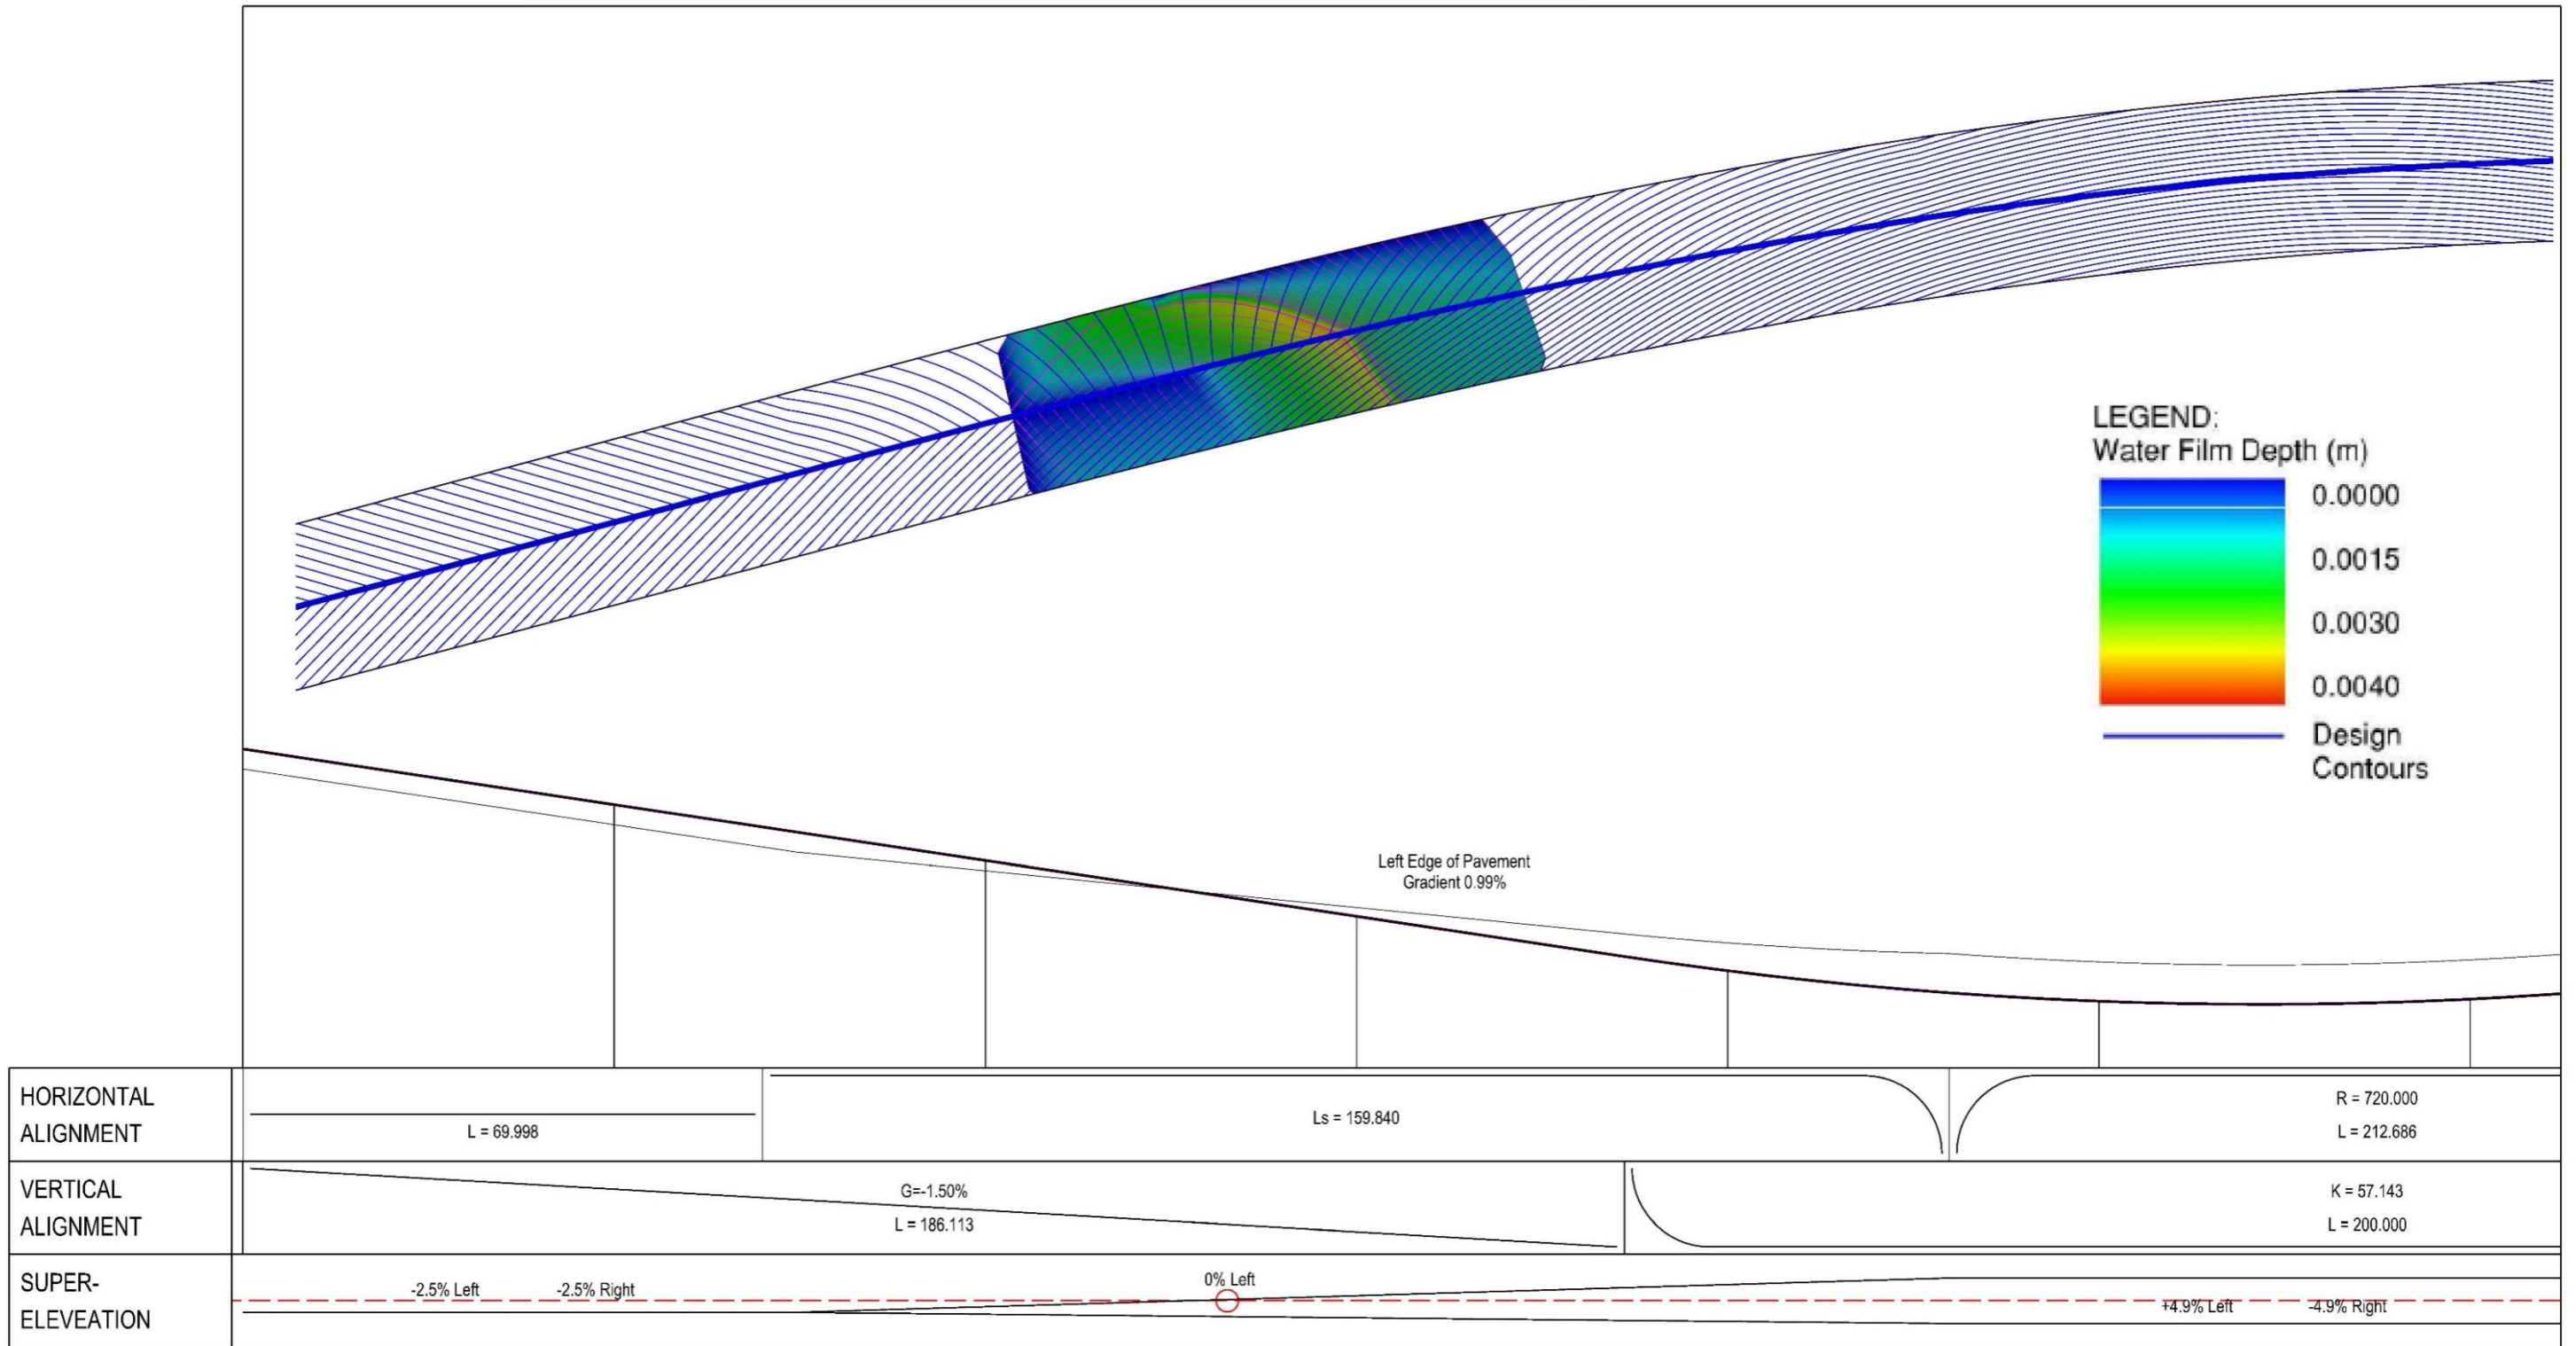 LEGEND:
Water Film Depth (m)
0.0000
0.0015
0.0030
0.0040
Design
Contours
Left Edge of Pavement
Gradient 0.99%
HORIZONTAL
ALIGNMENT
L = 69.998
Ls = 159.840
R = 720.000
L = 212.686
VERTICAL
ALIGNMENT
G=-1.50%
L = 186.113
K = 57.143
L = 200.000
SUPER-
ELEVEATION
-2.5% Left
-2.5% Right
0% Left
+4.9% Left
-4.9% Right